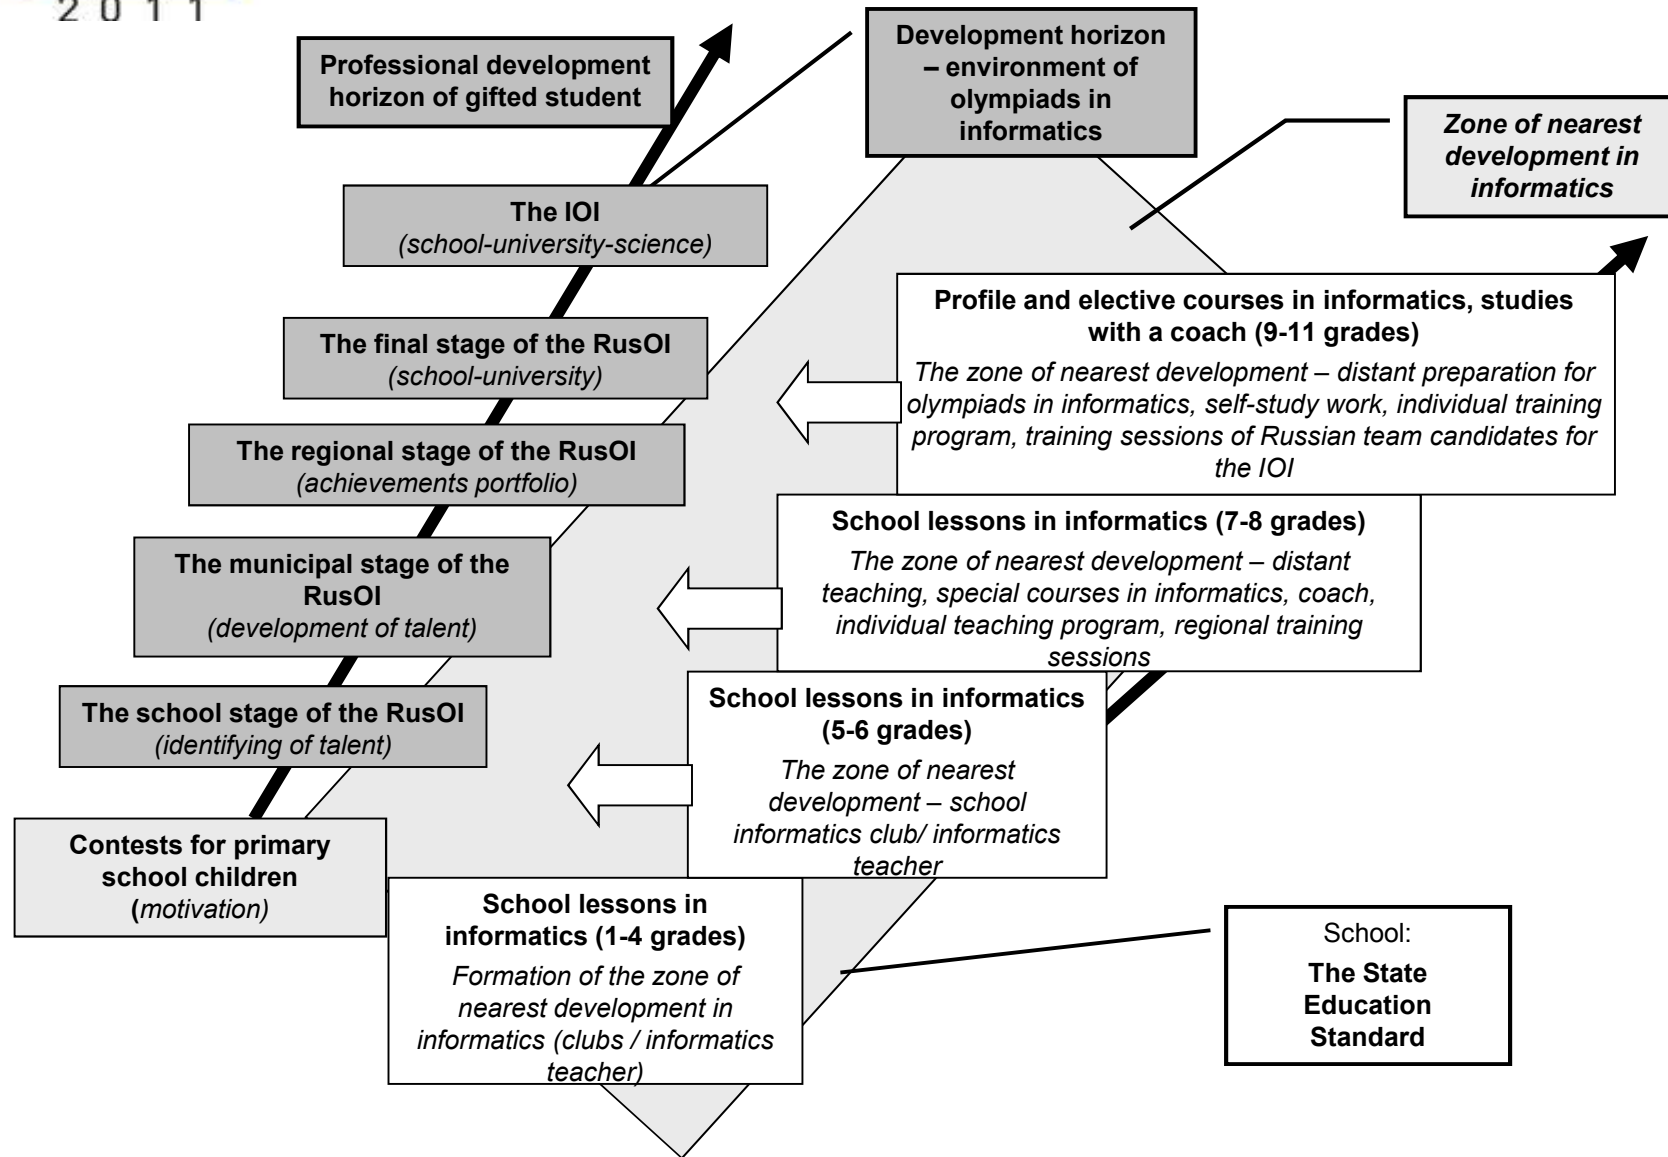 2 0 1 1
Professional development
horizon of gifted student
Development horizon
– environment of
olympiads in
informatics
Zone of nearest
development in
informatics
The IOI
(school-university-science)
The final stage of the RusOI
(school-university)
The regional stage of the RusOI
(achievements portfolio)
The municipal stage of the
RusOI
(development of talent)
The school stage of the RusOI
(identifying of talent)
Contests for primary
school children
(motivation)
Profile and elective courses in informatics, studies
with a coach (9-11 grades)
The zone of nearest development – distant preparation for
olympiads in informatics, self-study work, individual training
program, training sessions of Russian team candidates for
the IOI
School lessons in informatics (7-8 grades)
The zone of nearest development – distant
teaching, special courses in informatics, coach,
individual teaching program, regional training
sessions
School lessons in informatics
(5-6 grades)
The zone of nearest
development – school
informatics club/ informatics
teacher
School lessons in
informatics (1-4 grades)
Formation of the zone of
nearest development in
informatics (clubs / informatics
teacher)
School:
The State
Education
Standard